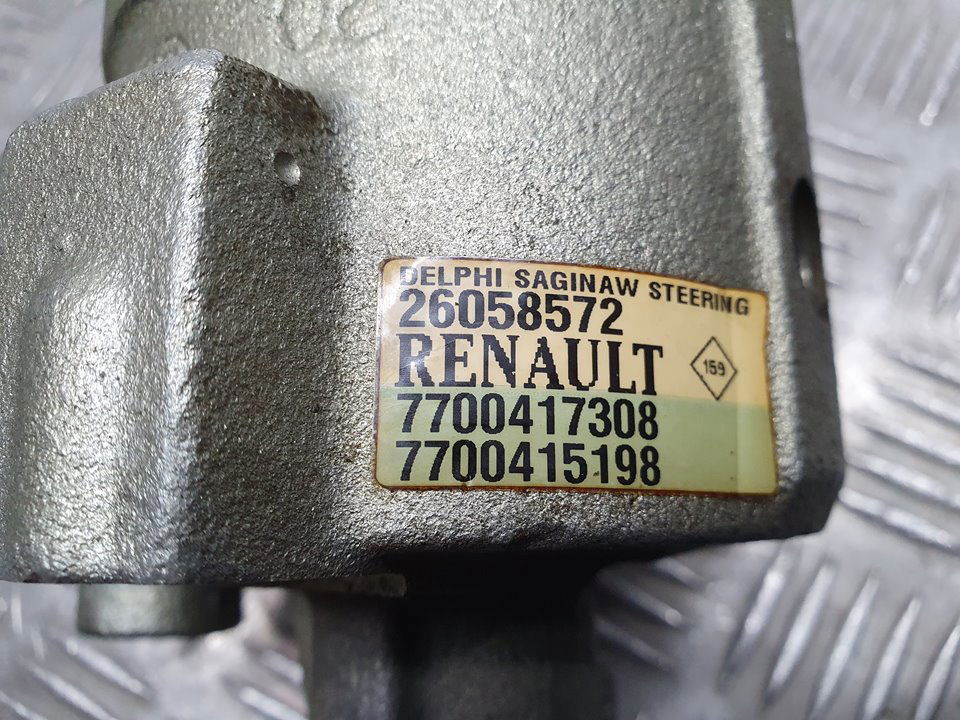 DELPHI SAGINAW STEERING
26058572
RENAULT 159
7700417308
7700415198